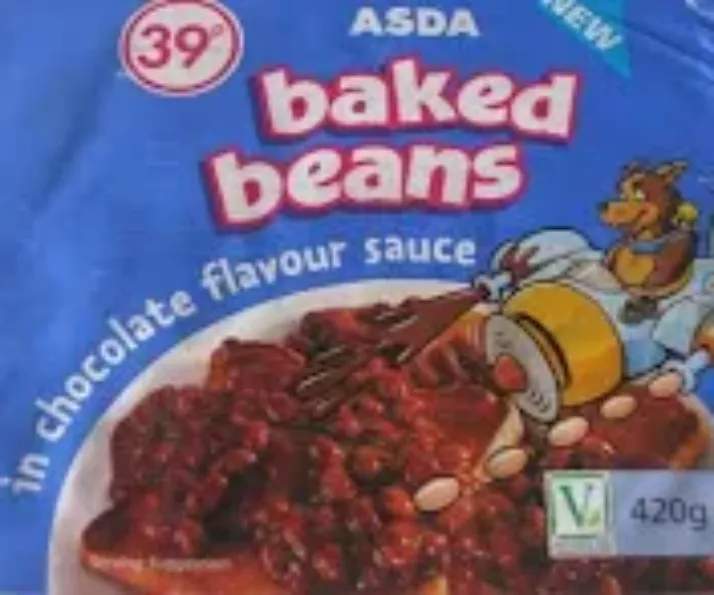 39p
ASDA
NEW
baked
beans
in chocolate flavour sauce
V
420g